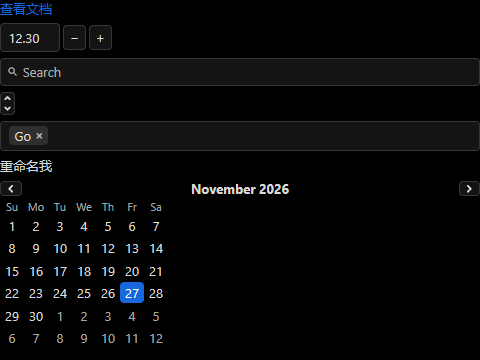 查看文档
12.30 − +
Search
Go ×
重命名我
November 2026
Su Mo Tu We Th Fr Sa
1 2 3 4 5 6 7
8 9 10 11 12 13 14
15 16 17 18 19 20 21
22 23 24 25 26 27 28
29 30 1 2 3 4 5
6 7 8 9 10 11 12